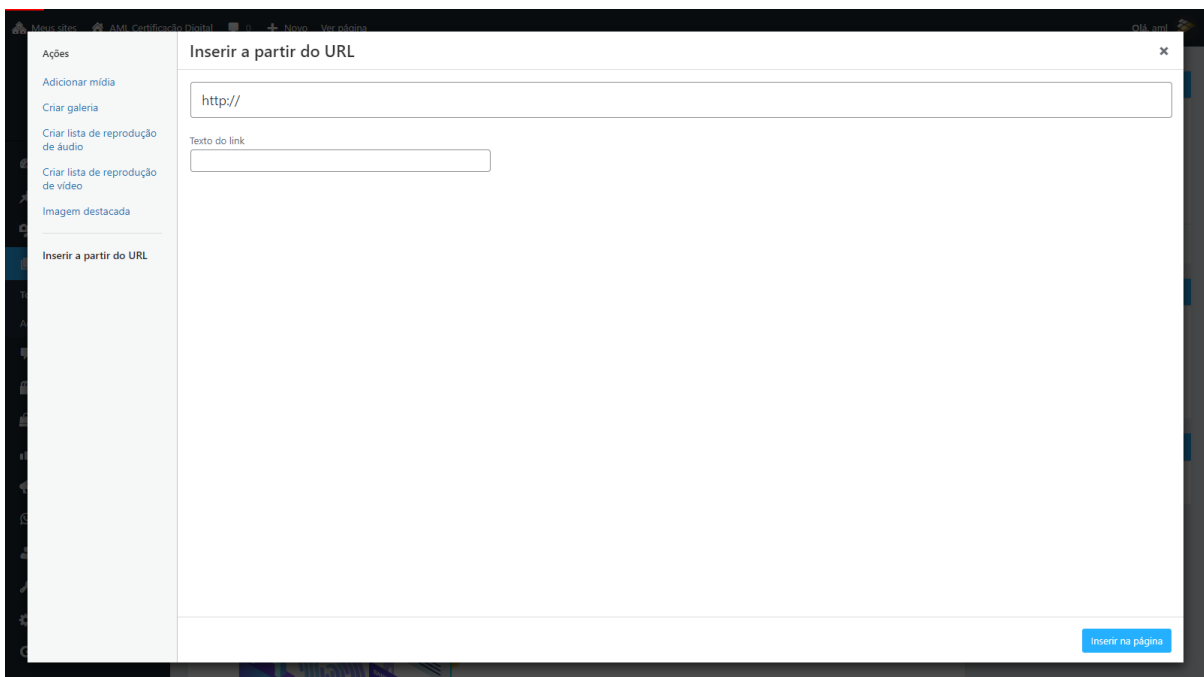 Meus sites AML Certificação Digital 0 Novo Ver página Olá, aml
Ações
Adicionar mídia
Criar galeria
Criar lista de reprodução
de áudio
Criar lista de reprodução
de vídeo
Imagem destacada
Inserir a partir do URL
Inserir a partir do URL
×
http://
Texto do link
Inserir na página